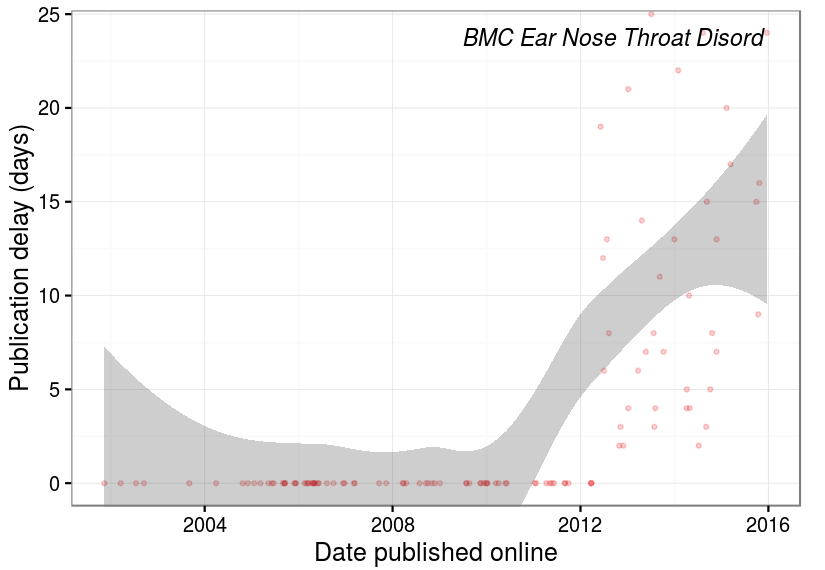 BMC Ear Nose Throat Disord
Publication delay (days)
25
20
15
10
5
0
2004 2008 2012 2016
Date published online